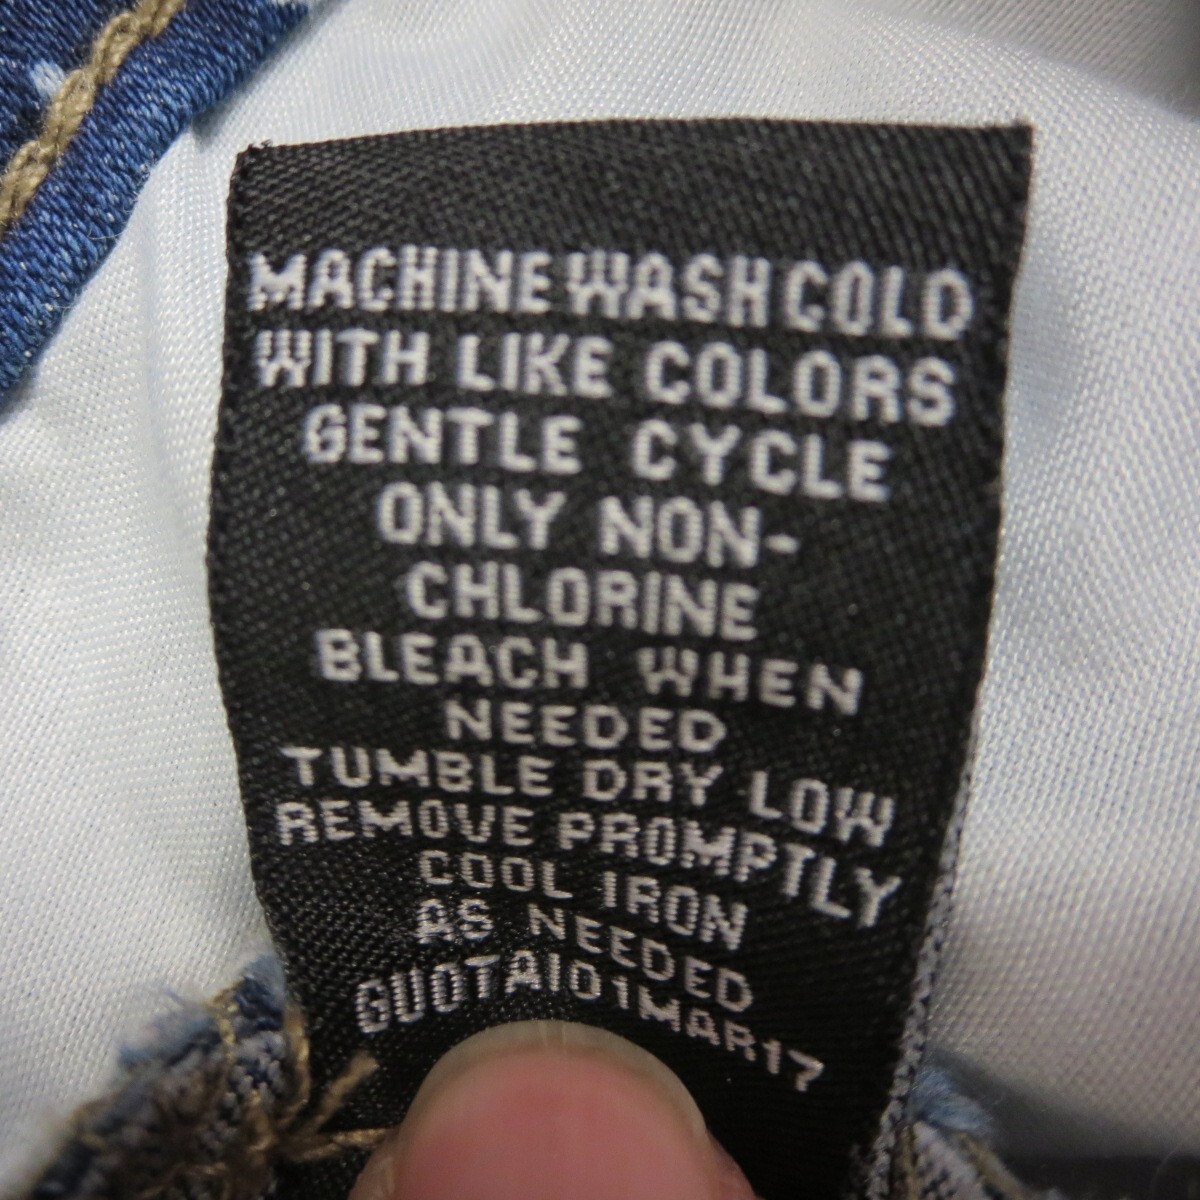 MACHINE WASH COLD
WITH LIKE COLORS
GENTLE CYCLE
ONLY NON-
CHLORINE
BLEACH WHEN
NEEDED
TUMBLE DRY LOW
REMOVE PROMPTLY
COOL IRON
AS NEEDED
GUOTAI01MAR17